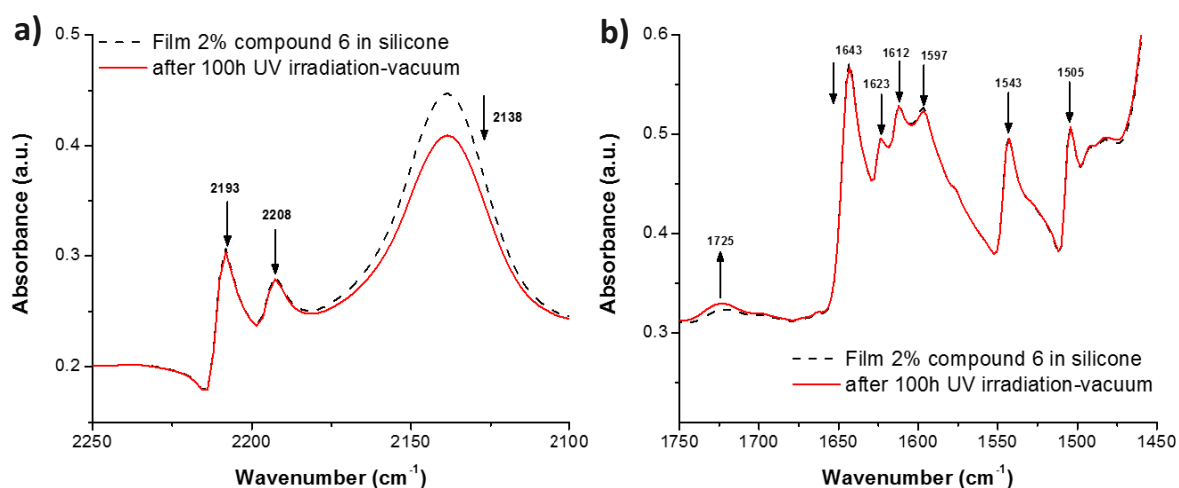 a)
Film 2% compound 6 in silicone
after 100h UV irradiation-vacuum
2193
2208
2138
0.5
0.4
0.3
0.2
Absorbance (a.u.)
2250
2200
2150
2100
Wavenumber (cm⁻¹)
b)
1643
1612
1597
1623
1543
1505
1725
0.6
0.5
0.4
0.3
Absorbance (a.u.)
Film 2% compound 6 in silicone
after 100h UV irradiation-vacuum
1750
1700
1650
1600
1550
1500
1450
Wavenumber (cm⁻¹)